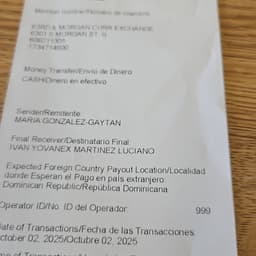 Money Transfer/Envio de Dinero
CASH/Dinero en efectivo
Sender/Remitente
MARIA GONZALEZ-GAYTAN
Final Receiver/Destinatario Final:
IVAN YOVANEX MARTINEZ LUCIANO
Expected Foreign Country Payout Location/Localidad
donde Esperan el Pago en país extranjero:
Dominican Republic/República Dominicana
Operator ID/No. ID del Operador: 999
Date of Transactions/Fecha de las Transacciones:
October 02, 2025/Octubre 02, 2025